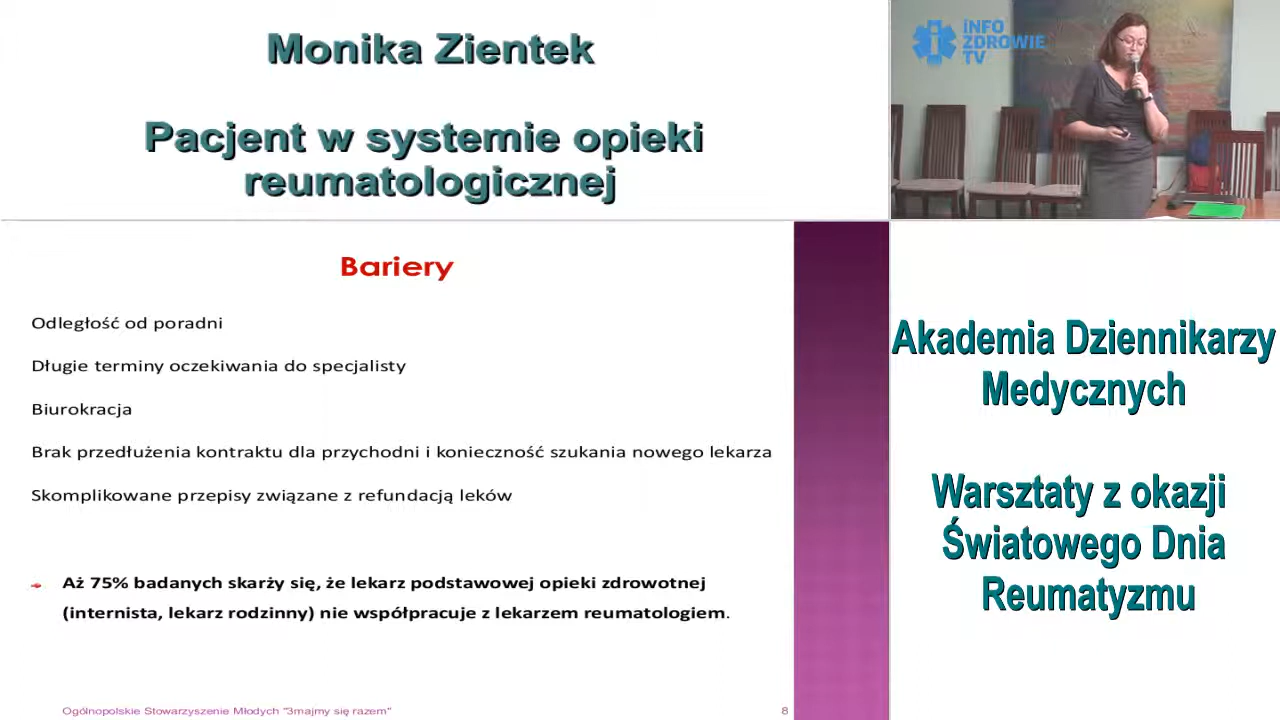 Monika Zientek
Pacjent w systemie opieki
reumatologicznej
INFO
ZDROWIE
TV
Bariery
Odległość od poradni
Długie terminy oczekiwania do specjalisty
Biurokracja
Brak przedłużenia kontraktu dla przychodni i konieczność szukania nowego lekarza
Skomplikowane przepisy związane z refundacją leków
Aż 75% badanych skarży się, że lekarz podstawowej opieki zdrowotnej
(internista, lekarz rodzinny) nie współpracuje z lekarzem reumatologiem.
Ogólnopolskie Stowarzyszenie Młodych "3majmy się razem"
8
Akademia Dziennikarzy
Medycznych
Warsztaty z okazji
Światowego Dnia
Reumatyzmu